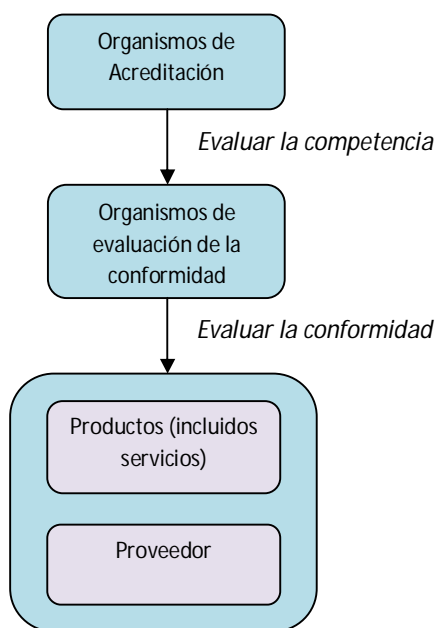 Organismos de
Acreditación
Evaluar la competencia
Organismos de
evaluación de la
conformidad
Evaluar la conformidad
Productos (incluidos
servicios)
Proveedor